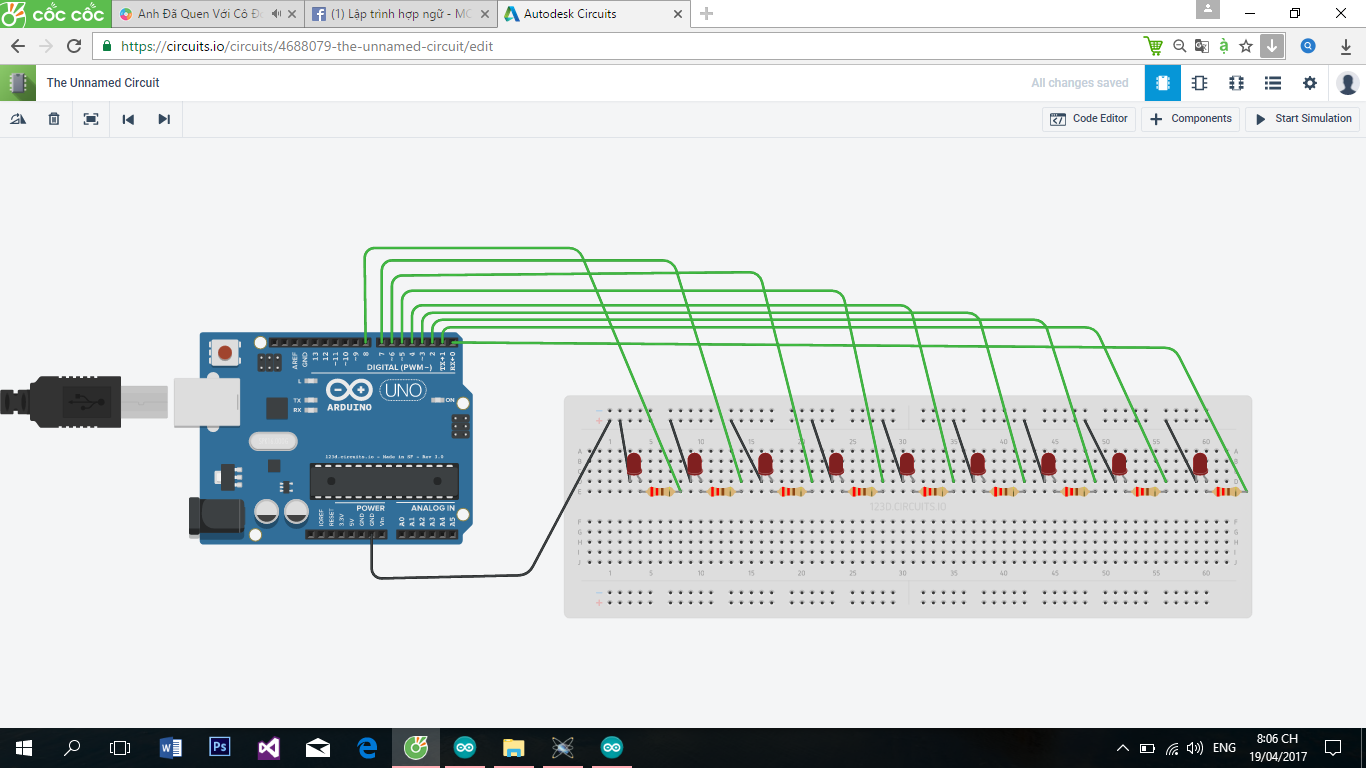 cốc cốc
Anh Đã Quen Với Cô Đơ
(1) Lập trình hợp ngữ - MC
Autodesk Circuits
https://circuits.io/circuits/4688079-the-unnamed-circuit/edit
The Unnamed Circuit
All changes saved
Code Editor
Components
Start Simulation
AREF
GND
13
12
~11
~10
~9
8
7
~6
~5
4
~3
2
TX→1
RX←0
DIGITAL (PWM~)
L
TX
RX
ARDUINO
UNO
ON
123d.circuits.io - Made in SF - Rev 3.0
POWER
ANALOG IN
IOREF
RESET
3.3V
5V
GND
GND
Vin
A0
A1
A2
A3
A4
A5
1 5 10 15 20 25 30 35 40 45 50 55 60
A
B
D
E
123D.CIRCUITS.IO
F F
G G
H H
I I
J J
1 5 10 15 20 25 30 35 40 45 50 55 60
ENG
8:06 CH
19/04/2017